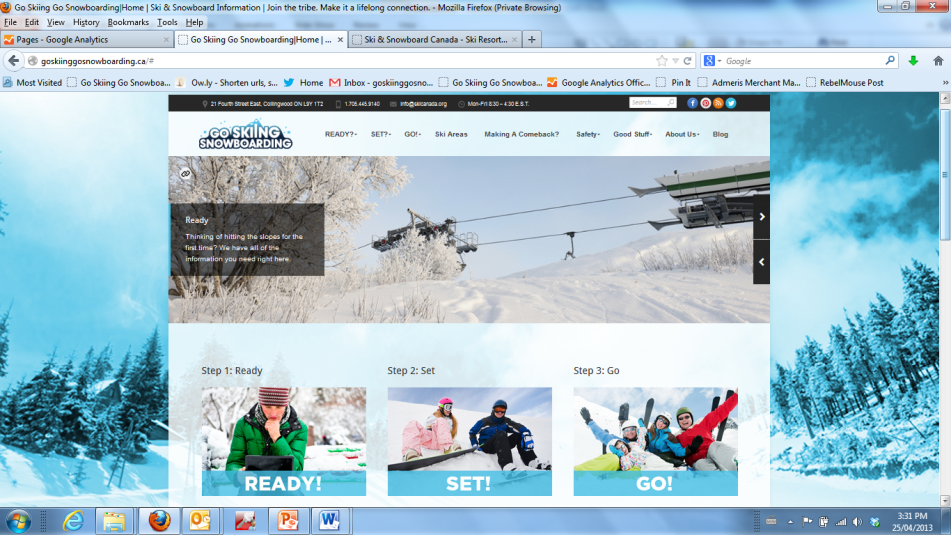 Go Skiing Go Snowboarding|Home | Ski & Snowboard Information | Join the tribe. Make it a lifelong connection. - Mozilla Firefox (Private Browsing)
File Edit View History Bookmarks Tools Help
Pages - Google Analytics
Go Skiing Go Snowboarding|Home | ...
Ski & Snowboard Canada - Ski Resort...
goskiinggosnowboarding.ca/#
Google
Most Visited
Go Skiing Go Snowboa...
Ow.ly - Shorten urls, s...
Home
Inbox - goskiinggosno...
Go Skiing Go Snowboa...
Google Analytics Offic...
Pin It
Admeris Merchant Ma...
RebelMouse Post
21 Fourth Street East, Collingwood ON L9Y 1T2
1.705.445.9140
info@skicanada.org
Mon-Fri 8:30 – 4:30 E.S.T.
Search...
GO SKIING
SNOWBOARDING
READY? SET? GO! Ski Areas Making A Comeback? Safety Good Stuff About Us Blog
Ready
Thinking of hitting the slopes for the
first time? We have all of the
information you need right here.
Step 1: Ready
Step 2: Set
Step 3: Go
READY!
SET!
GO!
3:31 PM
25/04/2013